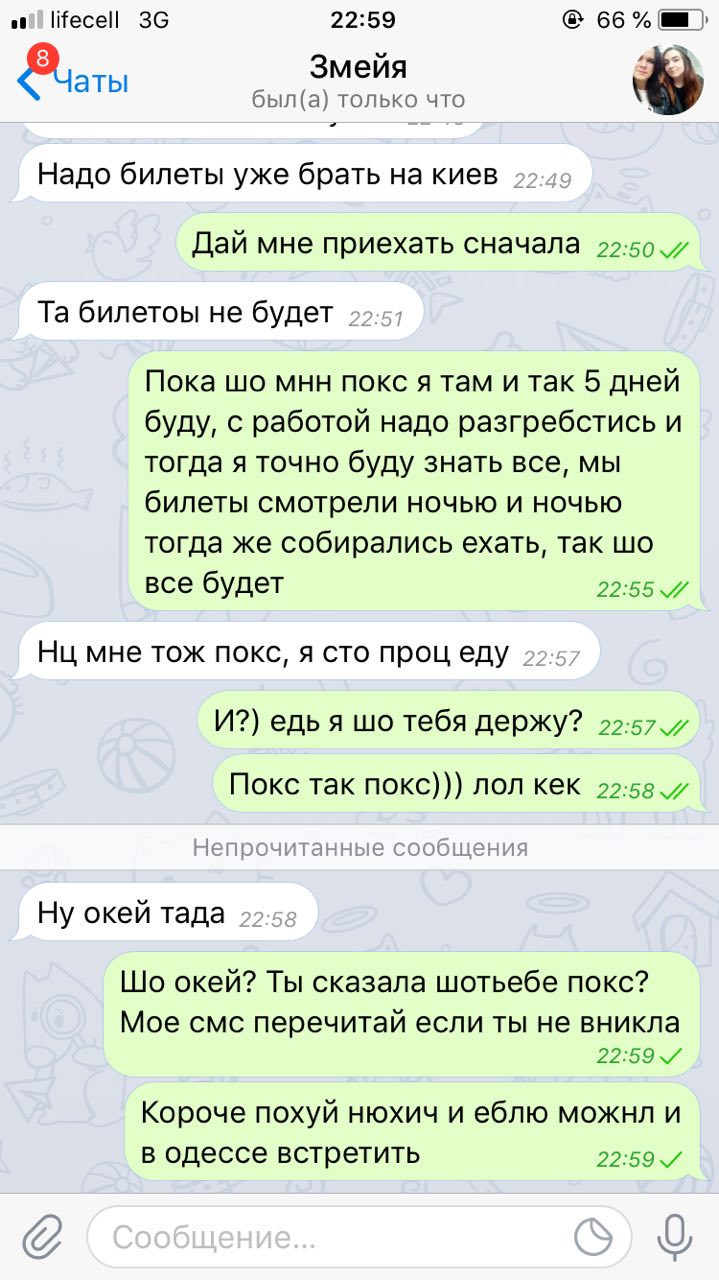 lifecell 3G 22:59 66 %
8
Чаты
Змейя
был(а) только что
Надо билеты уже брать на киев 22:49
Дай мне приехать сначала 22:50
Та билетоы не будет 22:51
Пока шо мнн покс я там и так 5 дней
буду, с работой надо разгребстись и
тогда я точно буду знать все, мы
билеты смотрели ночью и ночью
тогда же собирались ехать, так шо
все будет 22:55
Нц мне тож покс, я сто проц еду 22:57
И?) едь я шо тебя держу? 22:57
Покс так покс))) лол кек 22:58
Непрочитанные сообщения
Ну окей тада 22:58
Шо окей? Ты сказала шотьебе покс?
Мое смс перечитай если ты не вникла
22:59
Короче похуй нюхич и еблю можнл и
в одессе встретить 22:59
Сообщение...